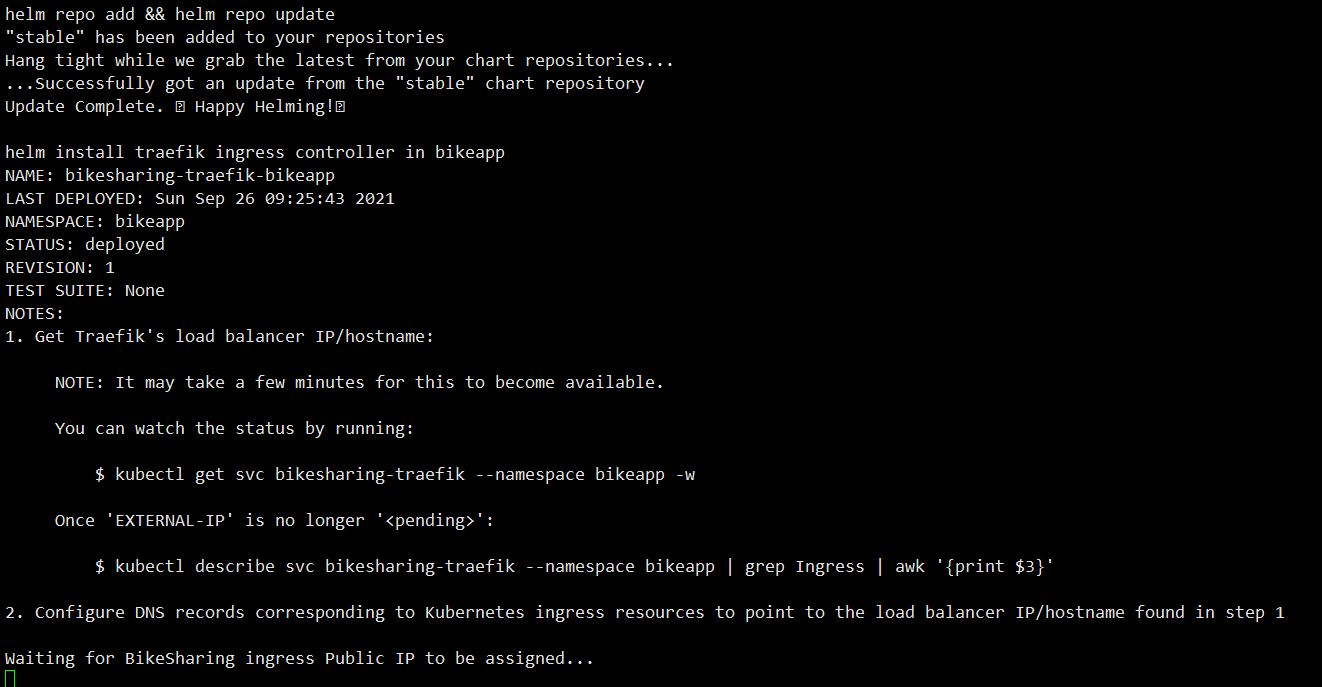 helm repo add && helm repo update
"stable" has been added to your repositories
Hang tight while we grab the latest from your chart repositories...
...Successfully got an update from the "stable" chart repository
Update Complete. ⍰ Happy Helming!⍰
helm install traefik ingress controller in bikeapp
NAME: bikesharing-traefik-bikeapp
LAST DEPLOYED: Sun Sep 26 09:25:43 2021
NAMESPACE: bikeapp
STATUS: deployed
REVISION: 1
TEST SUITE: None
NOTES:
1. Get Traefik's load balancer IP/hostname:
NOTE: It may take a few minutes for this to become available.
You can watch the status by running:
$ kubectl get svc bikesharing-traefik --namespace bikeapp -w
Once 'EXTERNAL-IP' is no longer '<pending>':
$ kubectl describe svc bikesharing-traefik --namespace bikeapp | grep Ingress | awk '{print $3}'
2. Configure DNS records corresponding to Kubernetes ingress resources to point to the load balancer IP/hostname found in step 1
Waiting for BikeSharing ingress Public IP to be assigned...